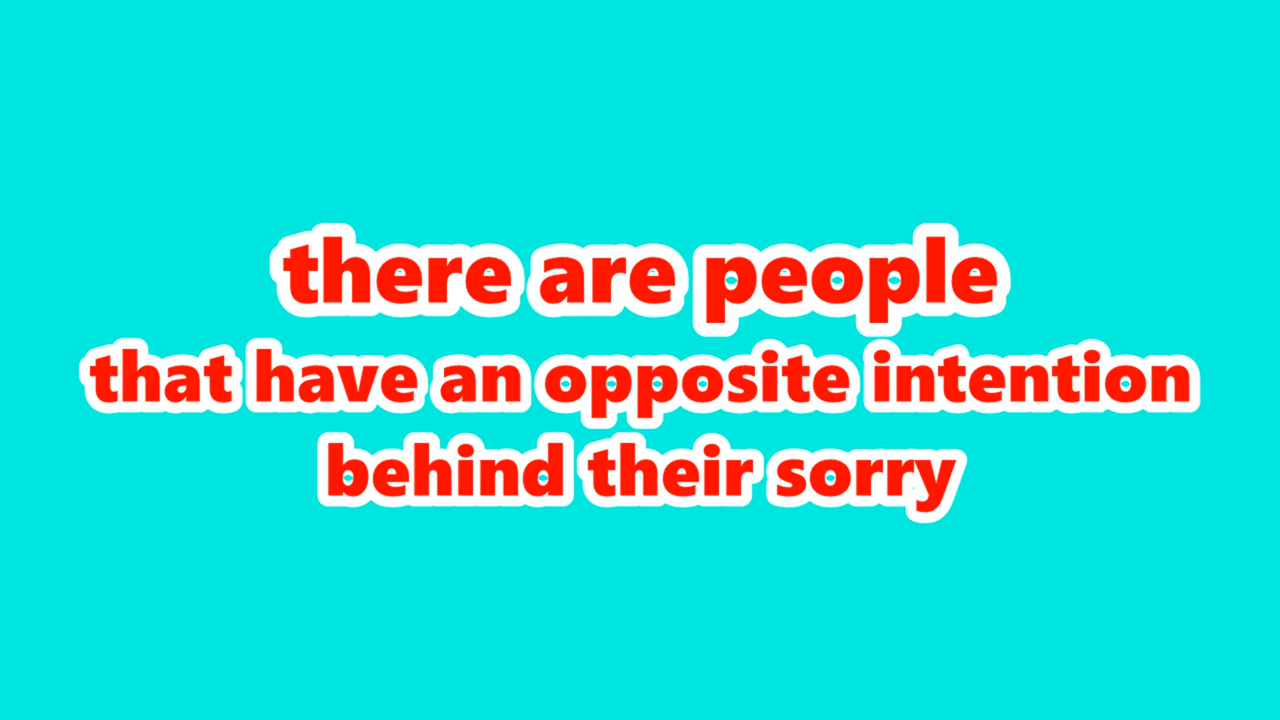 there are people
that have an opposite intention
behind their sorry